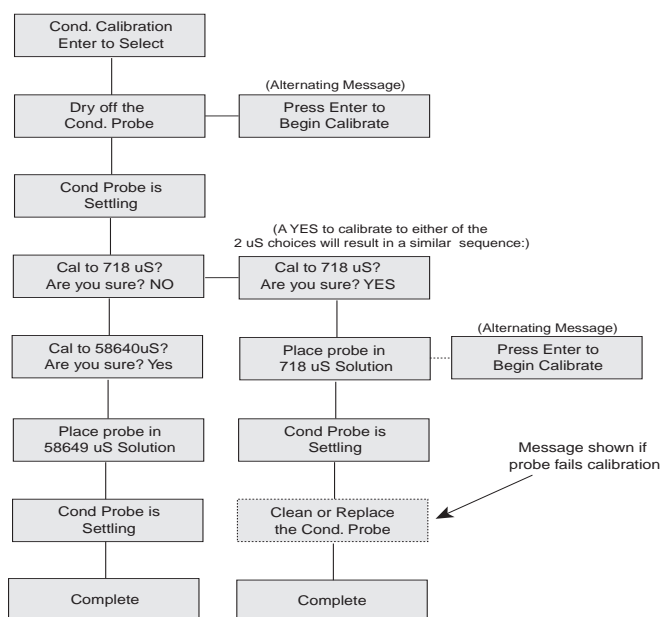 Cond. Calibration
Enter to Select
(Alternating Message)
Dry off the
Cond. Probe
Press Enter to
Begin Calibrate
Cond Probe is
Settling
(A YES to calibrate to either of the
2 uS choices will result in a similar sequence:)
Cal to 718 uS?
Are you sure? NO
Cal to 718 uS?
Are you sure? YES
(Alternating Message)
Cal to 58640uS?
Are you sure? Yes
Place probe in
718 uS Solution
Press Enter to
Begin Calibrate
Place probe in
58649 uS Solution
Cond Probe is
Settling
Message shown if
probe fails calibration
Cond Probe is
Settling
Clean or Replace
the Cond. Probe
Complete
Complete